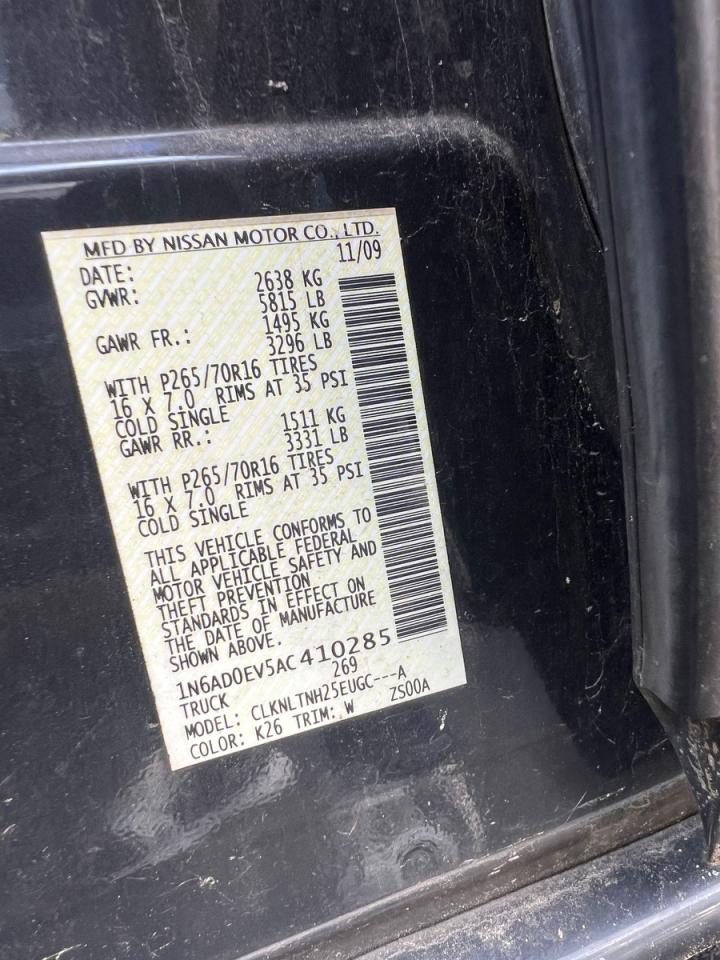 MFD BY NISSAN MOTOR CO., LTD.
DATE: 11/09
GVWR: 2638 KG
5815 LB
GAWR FR.: 1495 KG
3296 LB
WITH P265/70R16 TIRES
16 X 7.0 RIMS AT 35 PSI
COLD SINGLE
GAWR RR.: 1511 KG
3331 LB
WITH P265/70R16 TIRES
16 X 7.0 RIMS AT 35 PSI
COLD SINGLE
THIS VEHICLE CONFORMS TO
ALL APPLICABLE FEDERAL
MOTOR VEHICLE SAFETY AND
THEFT PREVENTION
STANDARDS IN EFFECT ON
THE DATE OF MANUFACTURE
SHOWN ABOVE.
1N6AD0EV5AC410285
TRUCK 269
MODEL: CLKNLTNH25EUGC---A
COLOR: K26 TRIM: W ZS00A